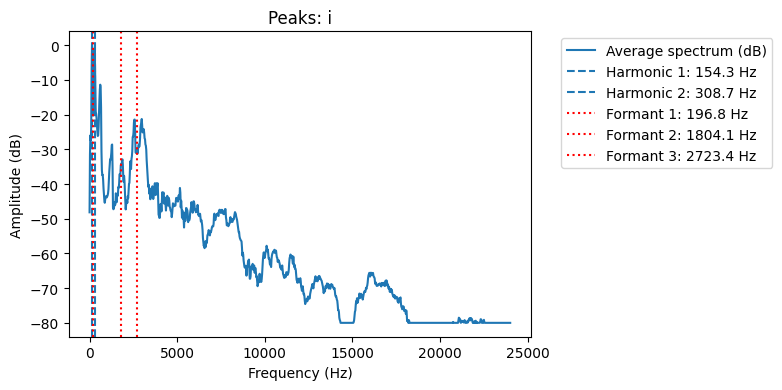 Peaks: i
Amplitude (dB)
0
−10
−20
−30
−40
−50
−60
−70
−80
0
5000
10000
15000
20000
25000
Frequency (Hz)
Average spectrum (dB)
Harmonic 1: 154.3 Hz
Harmonic 2: 308.7 Hz
Formant 1: 196.8 Hz
Formant 2: 1804.1 Hz
Formant 3: 2723.4 Hz